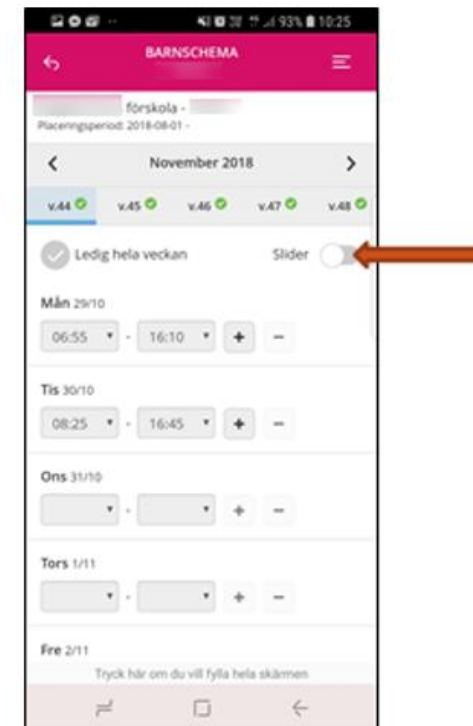 93% 10:25
BARNSCHEMA
förskola -
Placeringsperiod: 2018-08-01 -
November 2018
v.44 v.45 v.46 v.47 v.48
Ledig hela veckan Slider
Mån 29/10
06:55 - 16:10 + -
Tis 30/10
08:25 - 16:45 + -
Ons 31/10
- + -
Tors 1/11
- + -
Fre 2/11
Tryck här om du vill fylla hela skärmen